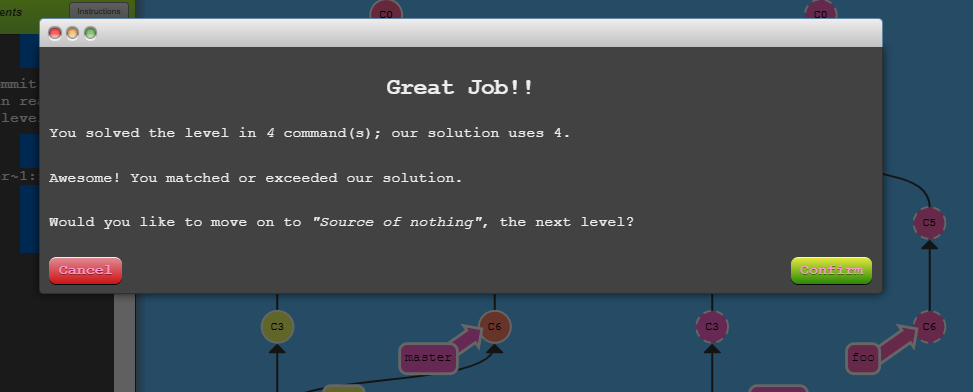 ents
Instructions
C0
C0
Great Job!!
mmit
n rea
You solved the level in 4 command(s); our solution uses 4.
level
Awesome! You matched or exceeded our solution.
r~1:
Would you like to move on to "Source of nothing", the next level?
C5
Cancel
Confirm
C3
C6
C3
C6
master
foo